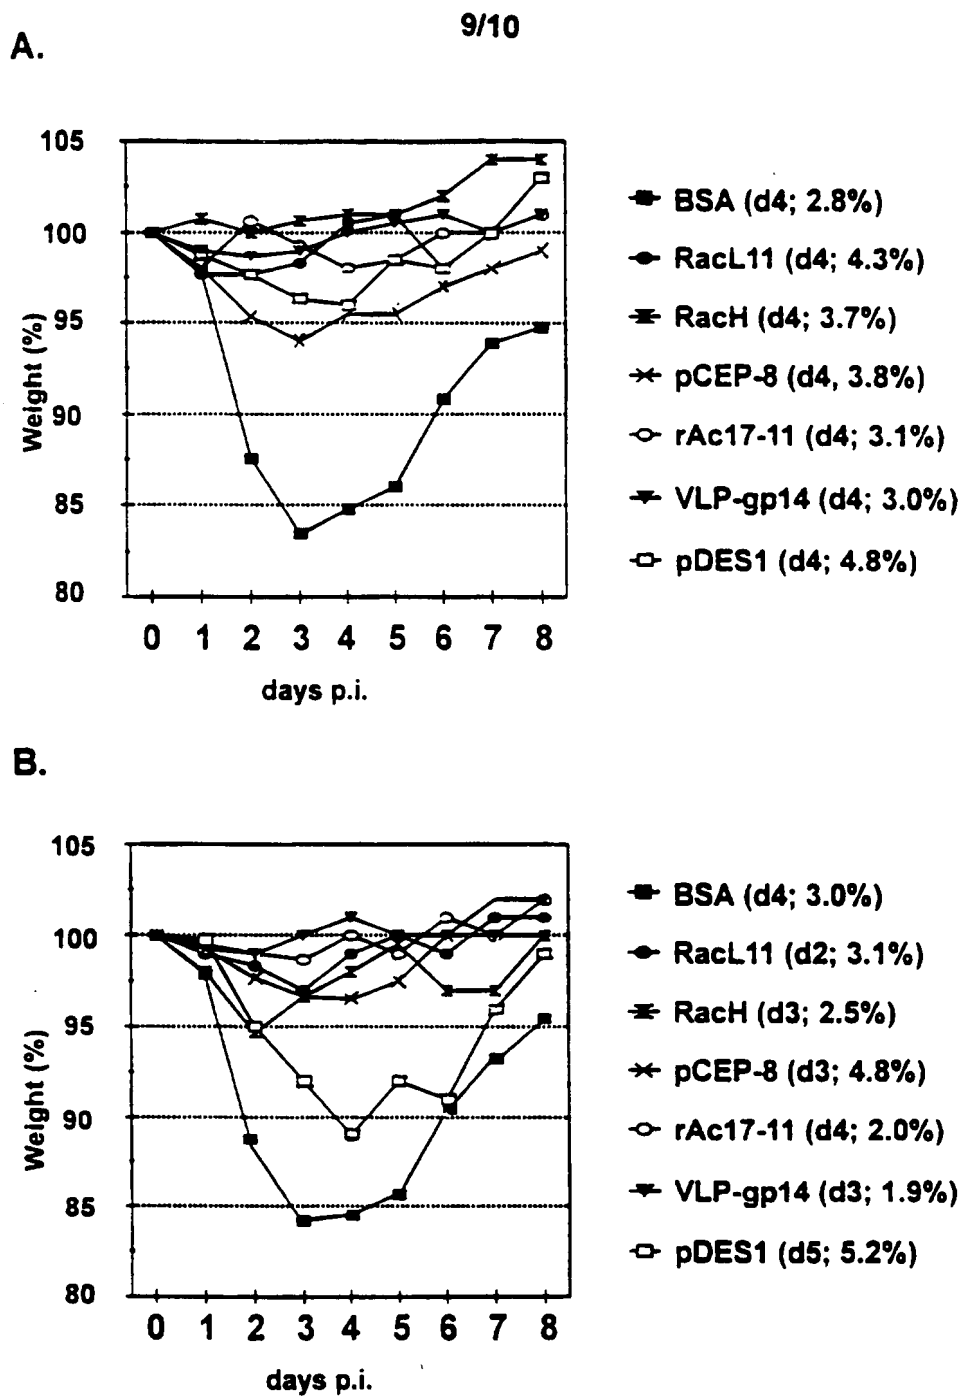 9/10
A.
105
100
95
90
85
80
Weight (%)
0 1 2 3 4 5 6 7 8
days p.i.
BSA (d4; 2.8%)
RacL11 (d4; 4.3%)
RacH (d4; 3.7%)
pCEP-8 (d4, 3.8%)
rAc17-11 (d4; 3.1%)
VLP-gp14 (d4; 3.0%)
pDES1 (d4; 4.8%)
B.
105
100
95
90
85
80
Weight (%)
0 1 2 3 4 5 6 7 8
days p.i.
BSA (d4; 3.0%)
RacL11 (d2; 3.1%)
RacH (d3; 2.5%)
pCEP-8 (d3; 4.8%)
rAc17-11 (d4; 2.0%)
VLP-gp14 (d3; 1.9%)
pDES1 (d5; 5.2%)